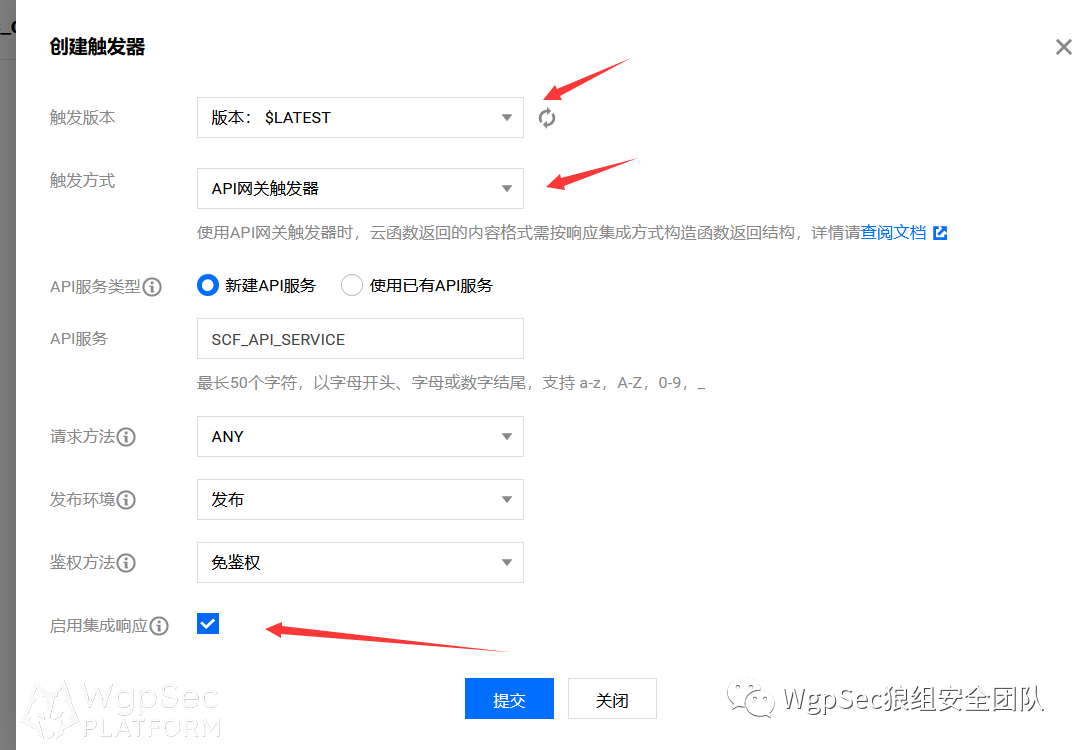 创建触发器
触发版本
版本： $LATEST
触发方式
API网关触发器
使用API网关触发器时，云函数返回的内容格式需按响应集成方式构造函数返回结构，详情请查阅文档
API服务类型
新建API服务 使用已有API服务
API服务
SCF_API_SERVICE
最长50个字符，以字母开头、字母或数字结尾，支持 a-z，A-Z，0-9，_
请求方法
ANY
发布环境
发布
鉴权方法
免鉴权
启用集成响应
提交 关闭
WgpSec
PLATFORM
WgpSec狼组安全团队